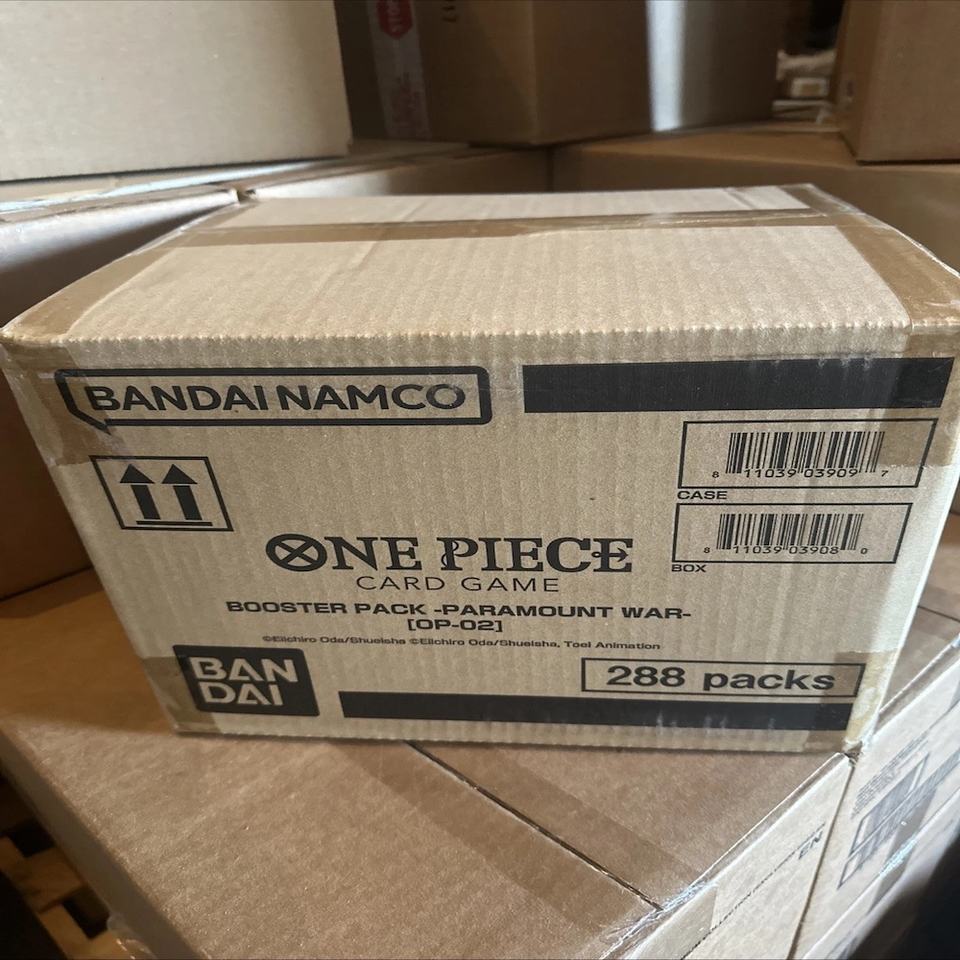 BANDAI NAMCO
8 11039 03909 7
CASE
8 11039 03908 0
BOX
ONE PIECE
CARD GAME
BOOSTER PACK -PARAMOUNT WAR-
[OP-02]
©Eiichiro Oda/Shueisha ©Eiichiro Oda/Shueisha, Toei Animation
BAN
DAI
288 packs
EN